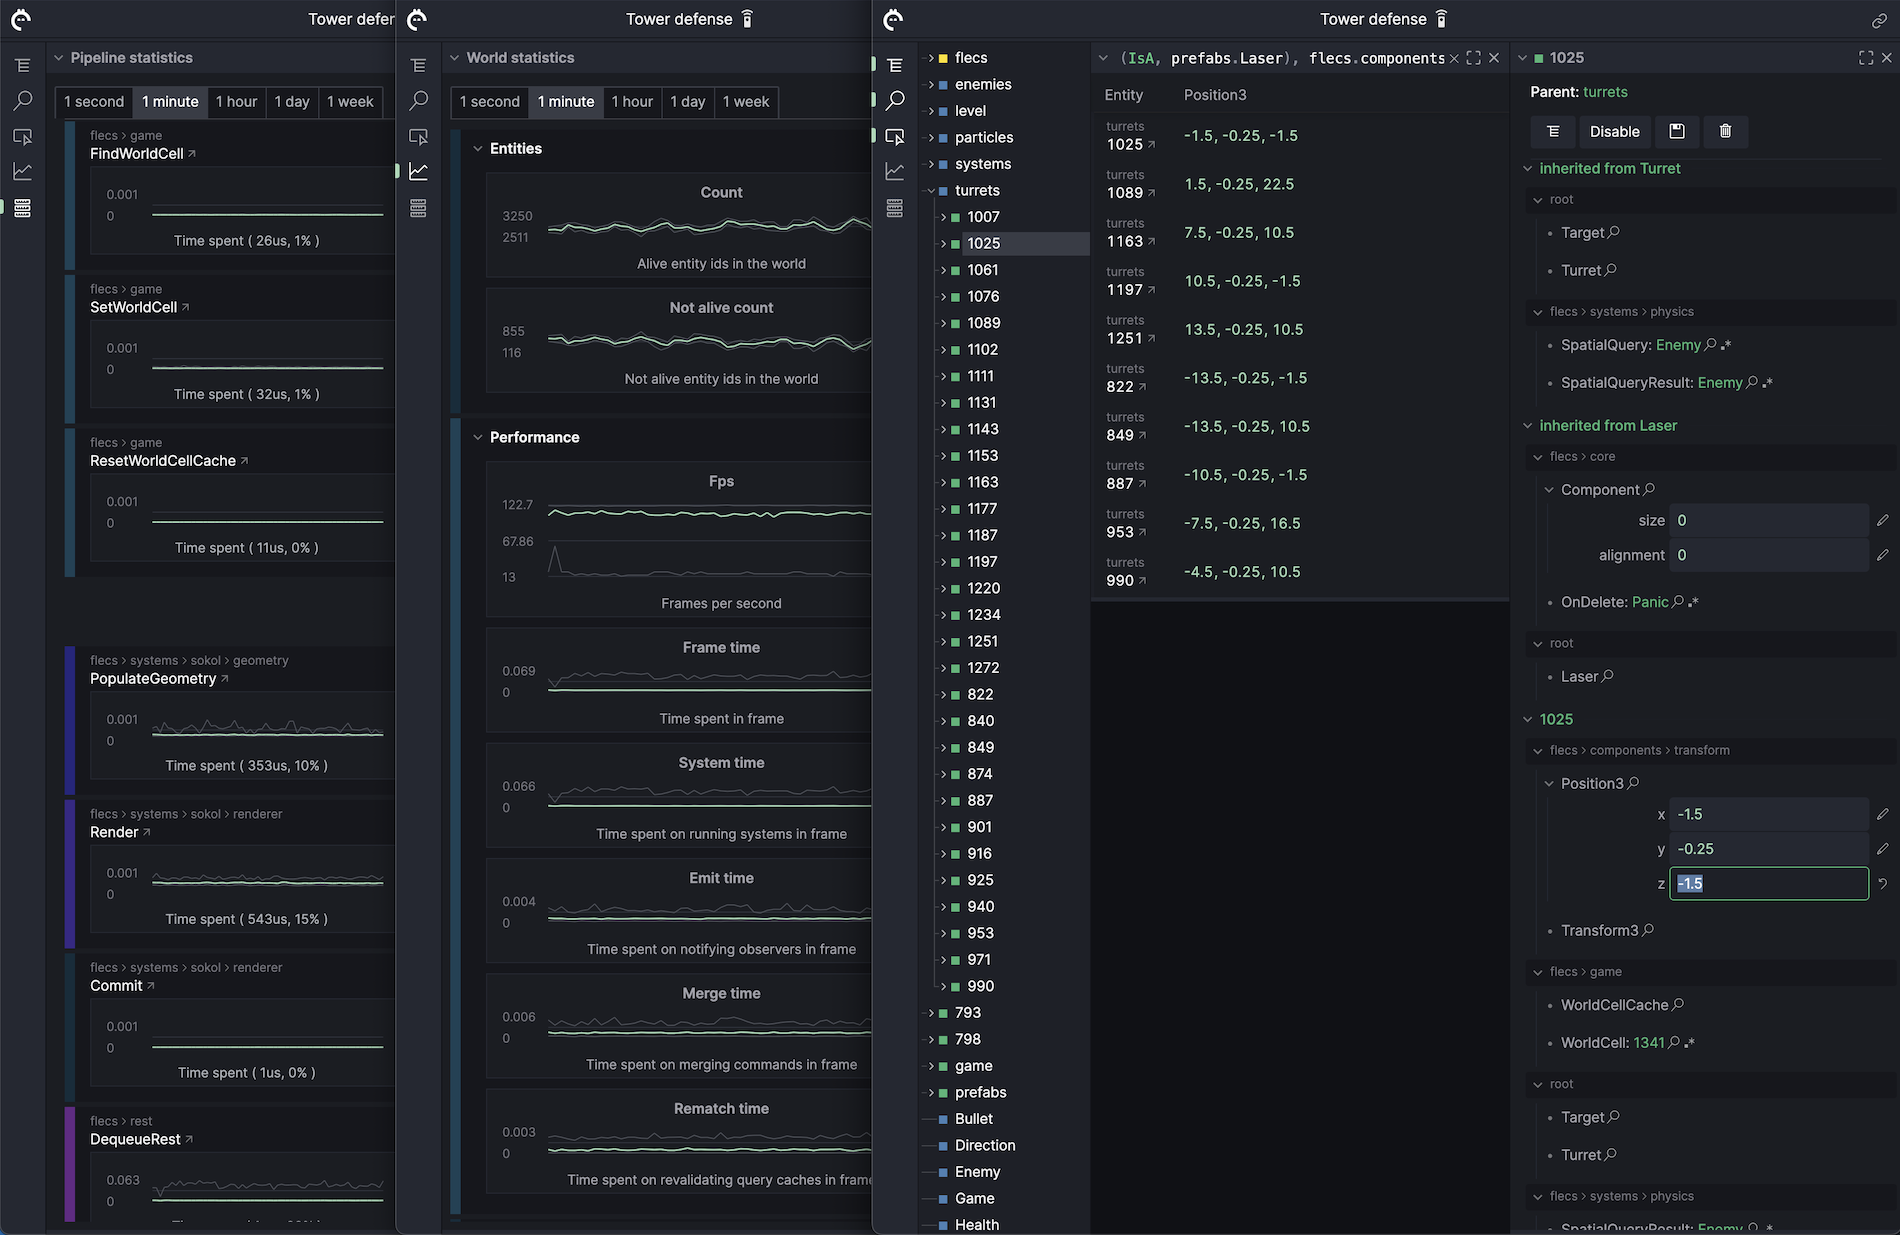 Tower defen
Pipeline statistics
1 second
1 minute
1 hour
1 day
1 week
flecs > game
FindWorldCell
0.001
0
Time spent ( 26us, 1% )
flecs > game
SetWorldCell
0.001
0
Time spent ( 32us, 1% )
flecs > game
ResetWorldCellCache
0.001
0
Time spent ( 11us, 0% )
flecs > systems > sokol > geometry
PopulateGeometry
0.001
0
Time spent ( 353us, 10% )
flecs > systems > sokol > renderer
Render
0.001
0
Time spent ( 543us, 15% )
flecs > systems > sokol > renderer
Commit
0.001
0
Time spent ( 1us, 0% )
flecs > rest
DequeueRest
0.063
0
Tower defense
World statistics
1 second
1 minute
1 hour
1 day
1 week
Entities
Count
3250
2511
Alive entity ids in the world
Not alive count
855
116
Not alive entity ids in the world
Performance
Fps
122.7
67.86
13
Frames per second
Frame time
0.069
0
Time spent in frame
System time
0.066
0
Time spent on running systems in frame
Emit time
0.004
0
Time spent on notifying observers in frame
Merge time
0.006
0
Time spent on merging commands in frame
Rematch time
0.003
0
Time spent on revalidating query caches in frame
Tower defense
flecs
enemies
level
particles
systems
turrets
1007
1025
1061
1076
1089
1102
1111
1131
1143
1153
1163
1177
1187
1197
1220
1234
1251
1272
822
840
849
874
887
901
916
925
940
953
971
990
793
798
game
prefabs
Bullet
Direction
Enemy
Game
Health
(IsA, prefabs.Laser), flecs.components
Entity
Position3
turrets
1025
-1.5, -0.25, -1.5
turrets
1089
1.5, -0.25, 22.5
turrets
1163
7.5, -0.25, 10.5
turrets
1197
10.5, -0.25, -1.5
turrets
1251
13.5, -0.25, 10.5
turrets
822
-13.5, -0.25, -1.5
turrets
849
-13.5, -0.25, 10.5
turrets
887
-10.5, -0.25, -1.5
turrets
953
-7.5, -0.25, 16.5
turrets
990
-4.5, -0.25, 10.5
1025
Parent: turrets
Disable
inherited from Turret
root
Target
Turret
flecs > systems > physics
SpatialQuery: Enemy .*
SpatialQueryResult: Enemy .*
inherited from Laser
flecs > core
Component
size 0
alignment 0
OnDelete: Panic .*
root
Laser
1025
flecs > components > transform
Position3
x -1.5
y -0.25
z -1.5
Transform3
flecs > game
WorldCellCache
WorldCell: 1341 .*
root
Target
Turret
flecs > systems > physics
SpatialQueryResult: Enemy .*